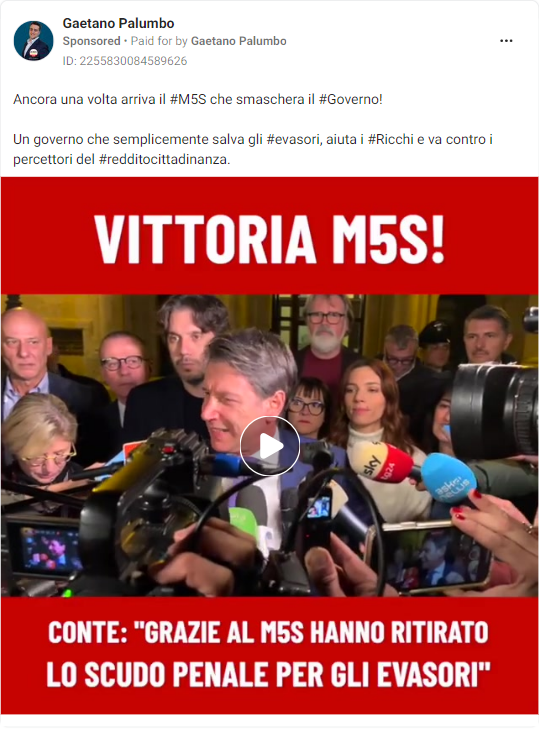 Gaetano Palumbo
Sponsored • Paid for by Gaetano Palumbo
ID: 2255830084589626
Ancora una volta arriva il #M5S che smaschera il #Governo!
Un governo che semplicemente salva gli #evasori, aiuta i #Ricchi e va contro i
percettori del #redditocittadinanza.
VITTORIA M5S!
sky
CONTE: "GRAZIE AL M5S HANNO RITIRATO
LO SCUDO PENALE PER GLI EVASORI"